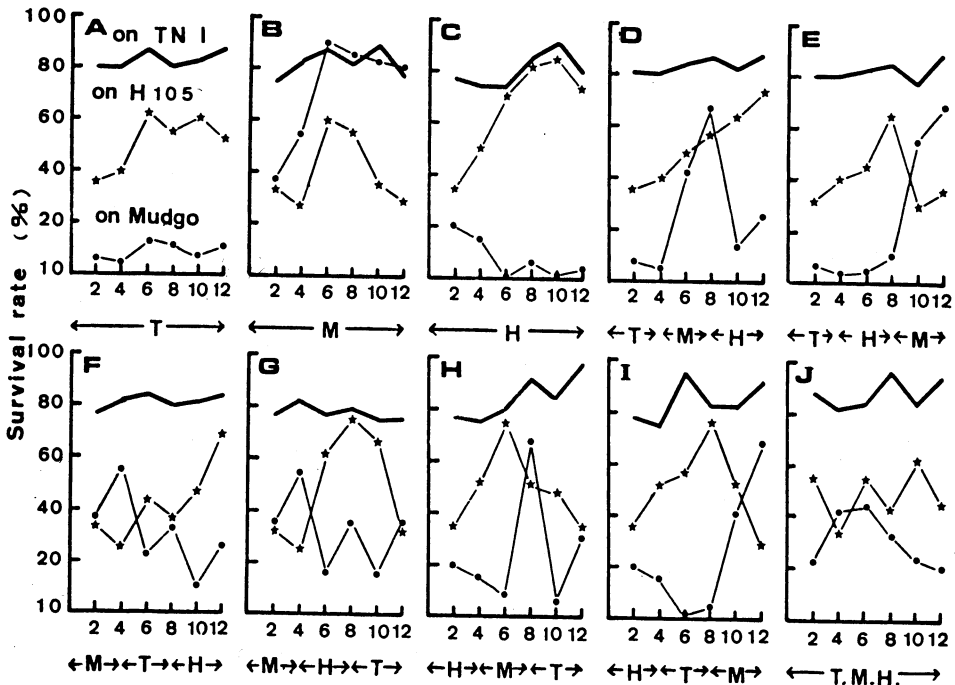 Survival rate (%)
100
80
60
40
20
10
A
on TN 1
on H 105
on Mudgo
2 4 6 8 10 12
← T →
B
2 4 6 8 10 12
← M →
C
2 4 6 8 10 12
← H →
D
2 4 6 8 10 12
←T→ ←M→ ←H→
E
2 4 6 8 10 12
←T→ ←H→ ←M→
100
80
60
40
20
10
F
2 4 6 8 10 12
←M→←T→←H→
G
2 4 6 8 10 12
←M→←H→←T→
H
2 4 6 8 10 12
←H→ ←M→ ←T→
I
2 4 6 8 10 12
←H→ ←T→ ←M→
J
2 4 6 8 10 12
← T. M. H. →